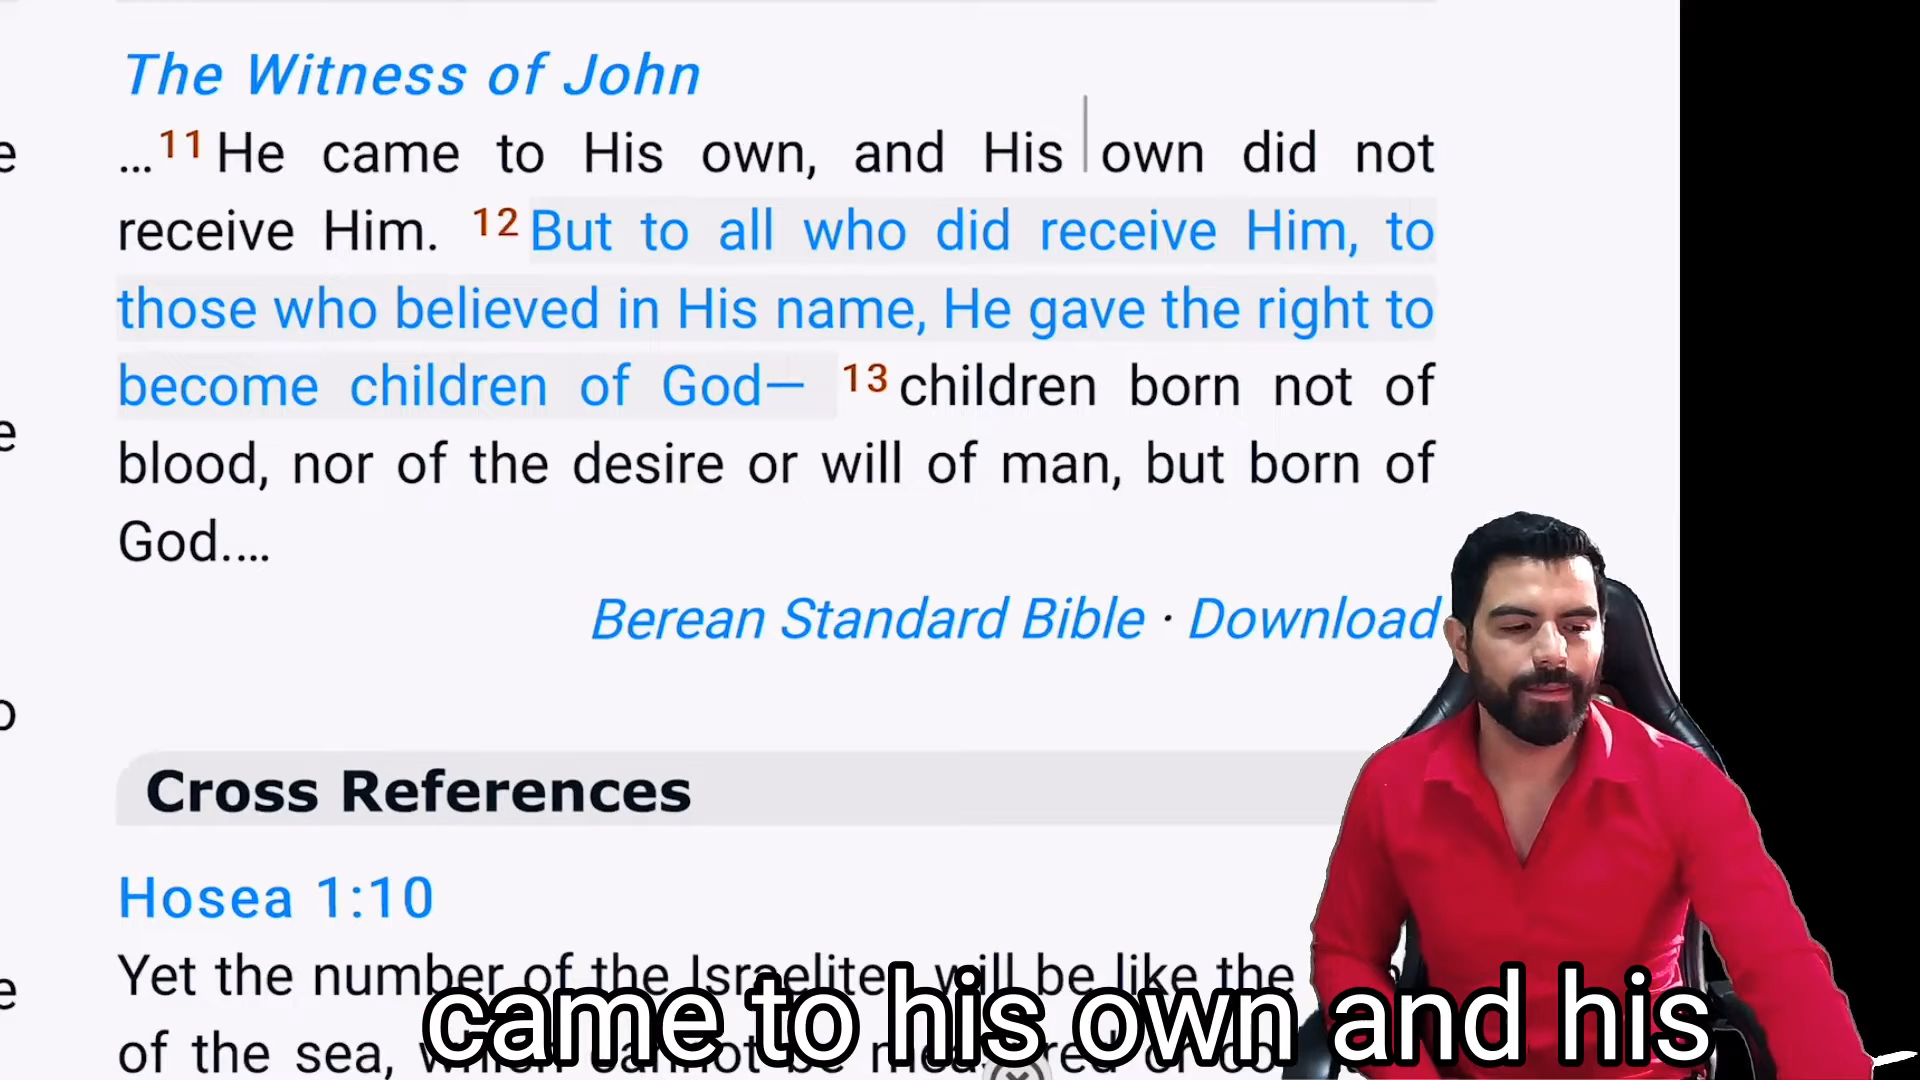 The Witness of John
...11 He came to His own, and His own did not
receive Him. 12 But to all who did receive Him, to
those who believed in His name, He gave the right to
become children of God— 13 children born not of
blood, nor of the desire or will of man, but born of
God.…
Berean Standard Bible · Download
Cross References
Hosea 1:10
Yet the number of the Israelites will be like the
of the sea,
came to his own and his